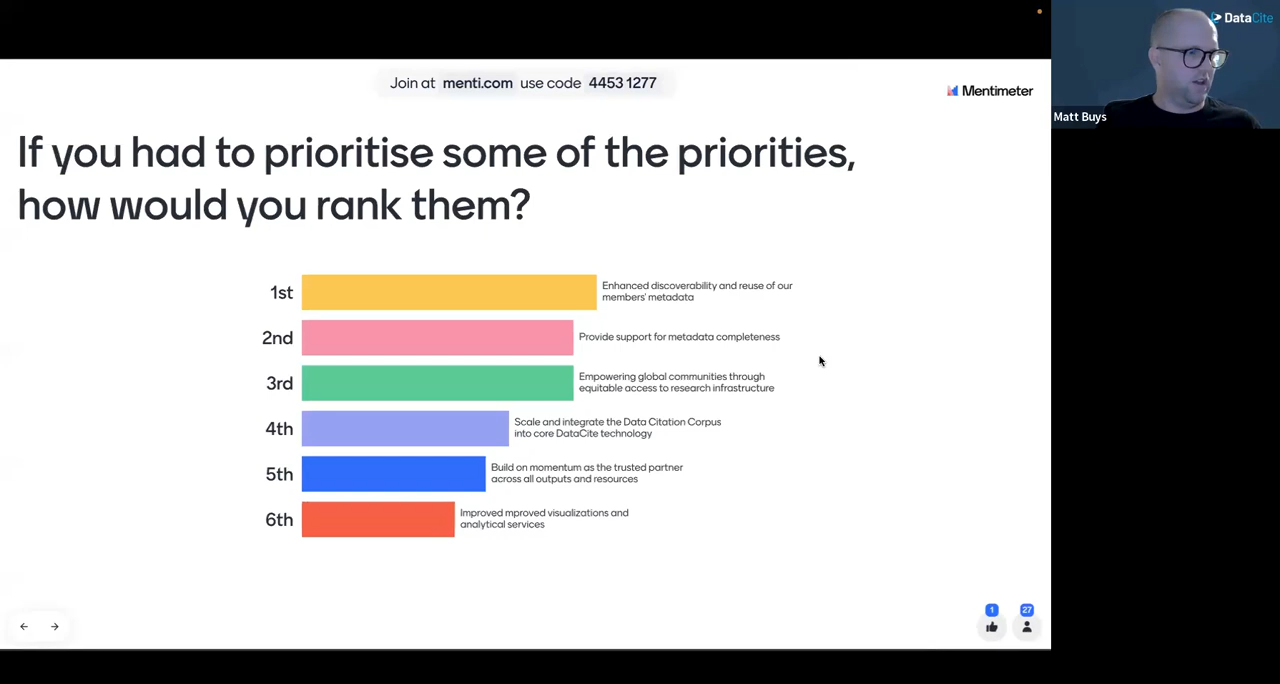 Join at menti.com use code 4453 1277
Mentimeter
If you had to prioritise some of the priorities,
how would you rank them?
1st
Enhanced discoverability and reuse of our
members' metadata
2nd
Provide support for metadata completeness
3rd
Empowering global communities through
equitable access to research infrastructure
4th
Scale and integrate the Data Citation Corpus
into core DataCite technology
5th
Build on momentum as the trusted partner
across all outputs and resources
6th
Improved mproved visualizations and
analytical services
1
27
DataCite
Matt Buys